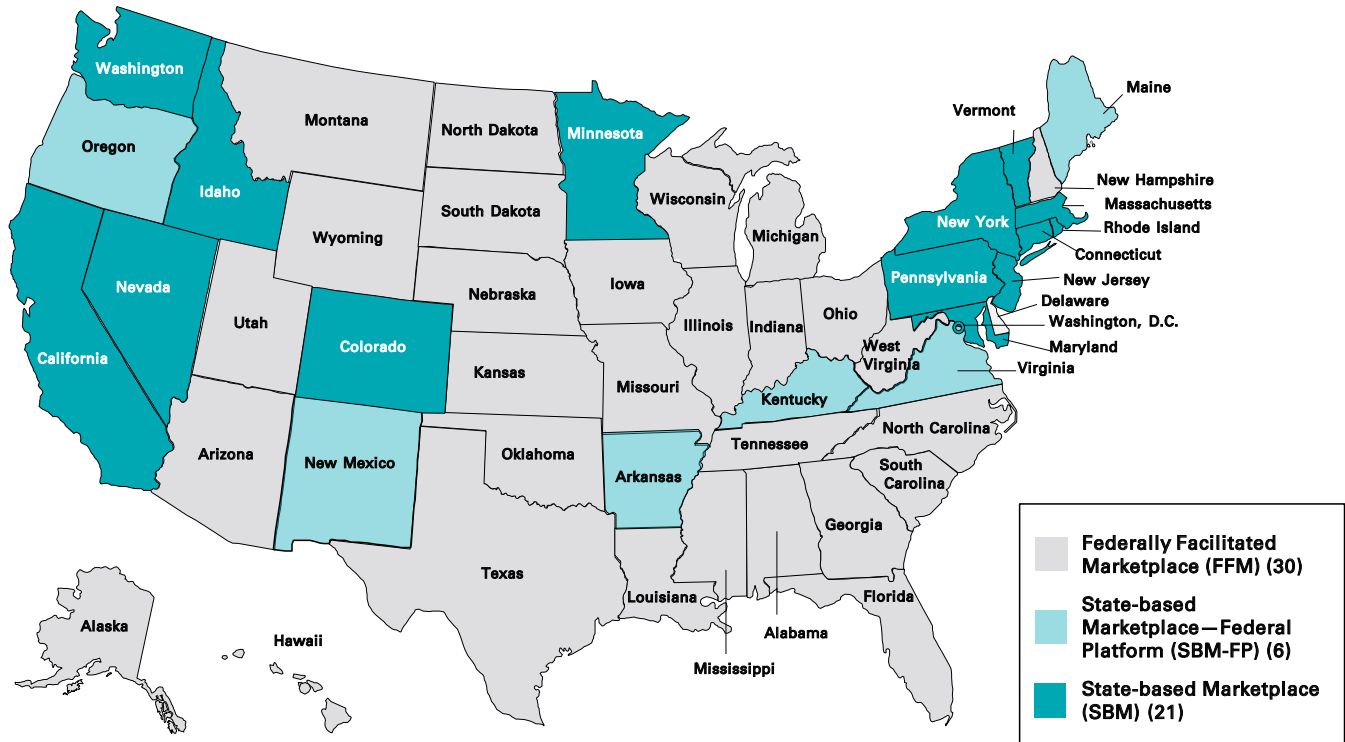 Washington
Maine
Vermont
Montana
North Dakota
Minnesota
Oregon
New Hampshire
Idaho
Wisconsin
Massachusetts
South Dakota
New York
Rhode Island
Wyoming
Michigan
Connecticut
Nevada
Pennsylvania
New Jersey
Iowa
Nebraska
Delaware
Utah
Illinois
Indiana
Ohio
Washington, D.C.
Colorado
West
Virginia
Maryland
California
Virginia
Kansas
Missouri
Kentucky
North Carolina
Tennessee
Arizona
New Mexico
Oklahoma
Arkansas
South
Carolina
Georgia
Texas
Louisiana
Florida
Alaska
Hawaii
Alabama
Mississippi
Federally Facilitated
Marketplace (FFM) (30)
State-based
Marketplace—Federal
Platform (SBM-FP) (6)
State-based Marketplace
(SBM) (21)